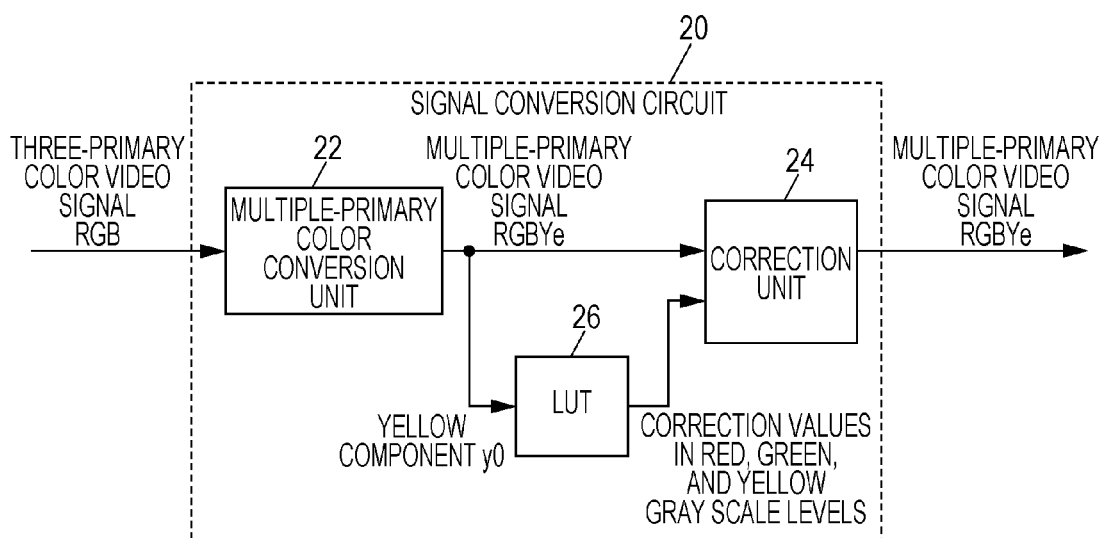 20
SIGNAL CONVERSION CIRCUIT
THREE-PRIMARY
COLOR VIDEO
SIGNAL
RGB
22
MULTIPLE-PRIMARY
COLOR
CONVERSION
UNIT
MULTIPLE-PRIMARY
COLOR VIDEO
SIGNAL
RGBYe
24
CORRECTION
UNIT
MULTIPLE-PRIMARY
COLOR VIDEO
SIGNAL
RGBYe
26
LUT
YELLOW
COMPONENT y0
CORRECTION VALUES
IN RED, GREEN,
AND YELLOW
GRAY SCALE LEVELS